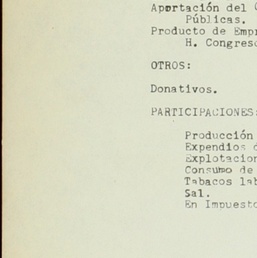 Aportación del
Públicas.
Producto de Emp
H. Congres
OTROS:
Donativos.
PARTICIPACIONES:
Producción
Expendios
Explotacion
Consumo de
Tabacos lab
Sal.
En Impuesto